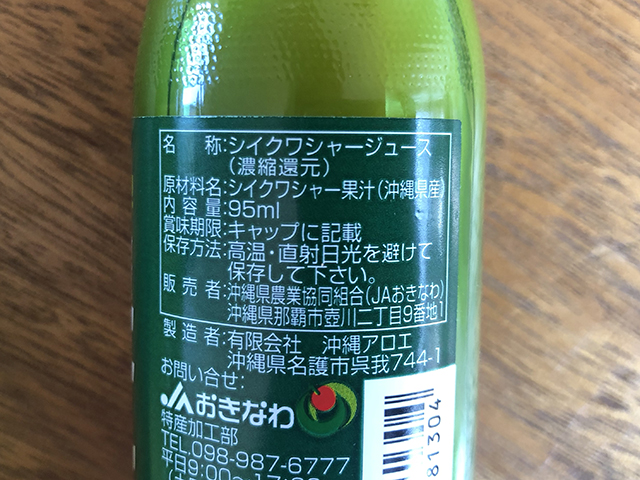 名　称:シイクワシャージュース
(濃縮還元)
原材料名:シイクワシャー果汁(沖縄県産)
内 容 量:95ml
賞味期限:キャップに記載
保存方法:高温・直射日光を避けて
保存して下さい。
販 売 者:沖縄県農業協同組合(JAおきなわ)
沖縄県那覇市壺川二丁目9番地1
製 造 者:有限会社　沖縄アロエ
沖縄県名護市呉我744-1
お問い合せ:
JAおきなわ
特産加工部
TEL.098-987-6777
平日9:00~17:00
81304